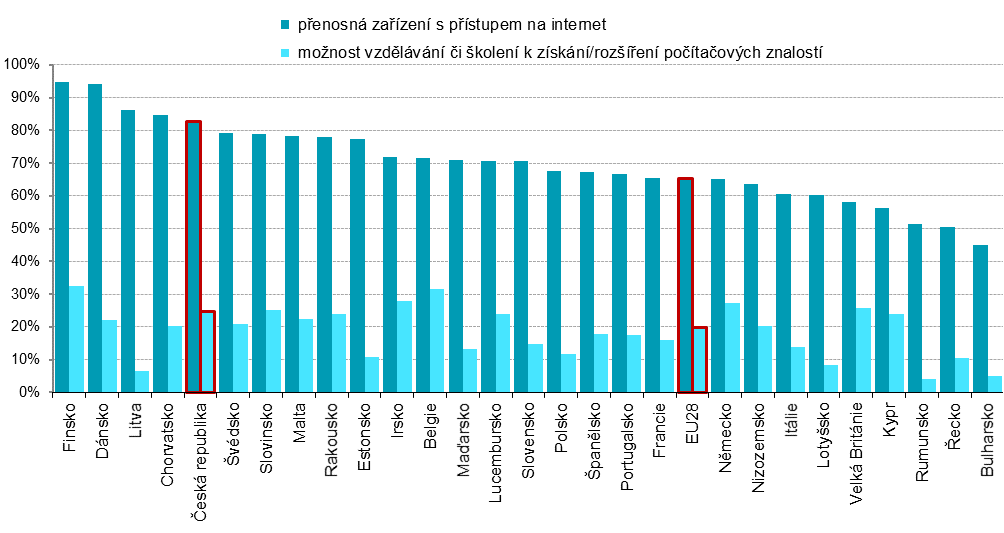 přenosná zařízení s přístupem na internet
možnost vzdělávání či školení k získání/rozšíření počítačových znalostí
100%
90%
80%
70%
60%
50%
40%
30%
20%
10%
0%
Finsko
Dánsko
Litva
Chorvatsko
Česká republika
Švédsko
Slovinsko
Malta
Rakousko
Estonsko
Irsko
Belgie
Maďarsko
Lucembursko
Slovensko
Polsko
Španělsko
Portugalsko
Francie
EU28
Německo
Nizozemsko
Itálie
Lotyšsko
Velká Británie
Kypr
Rumunsko
Řecko
Bulharsko